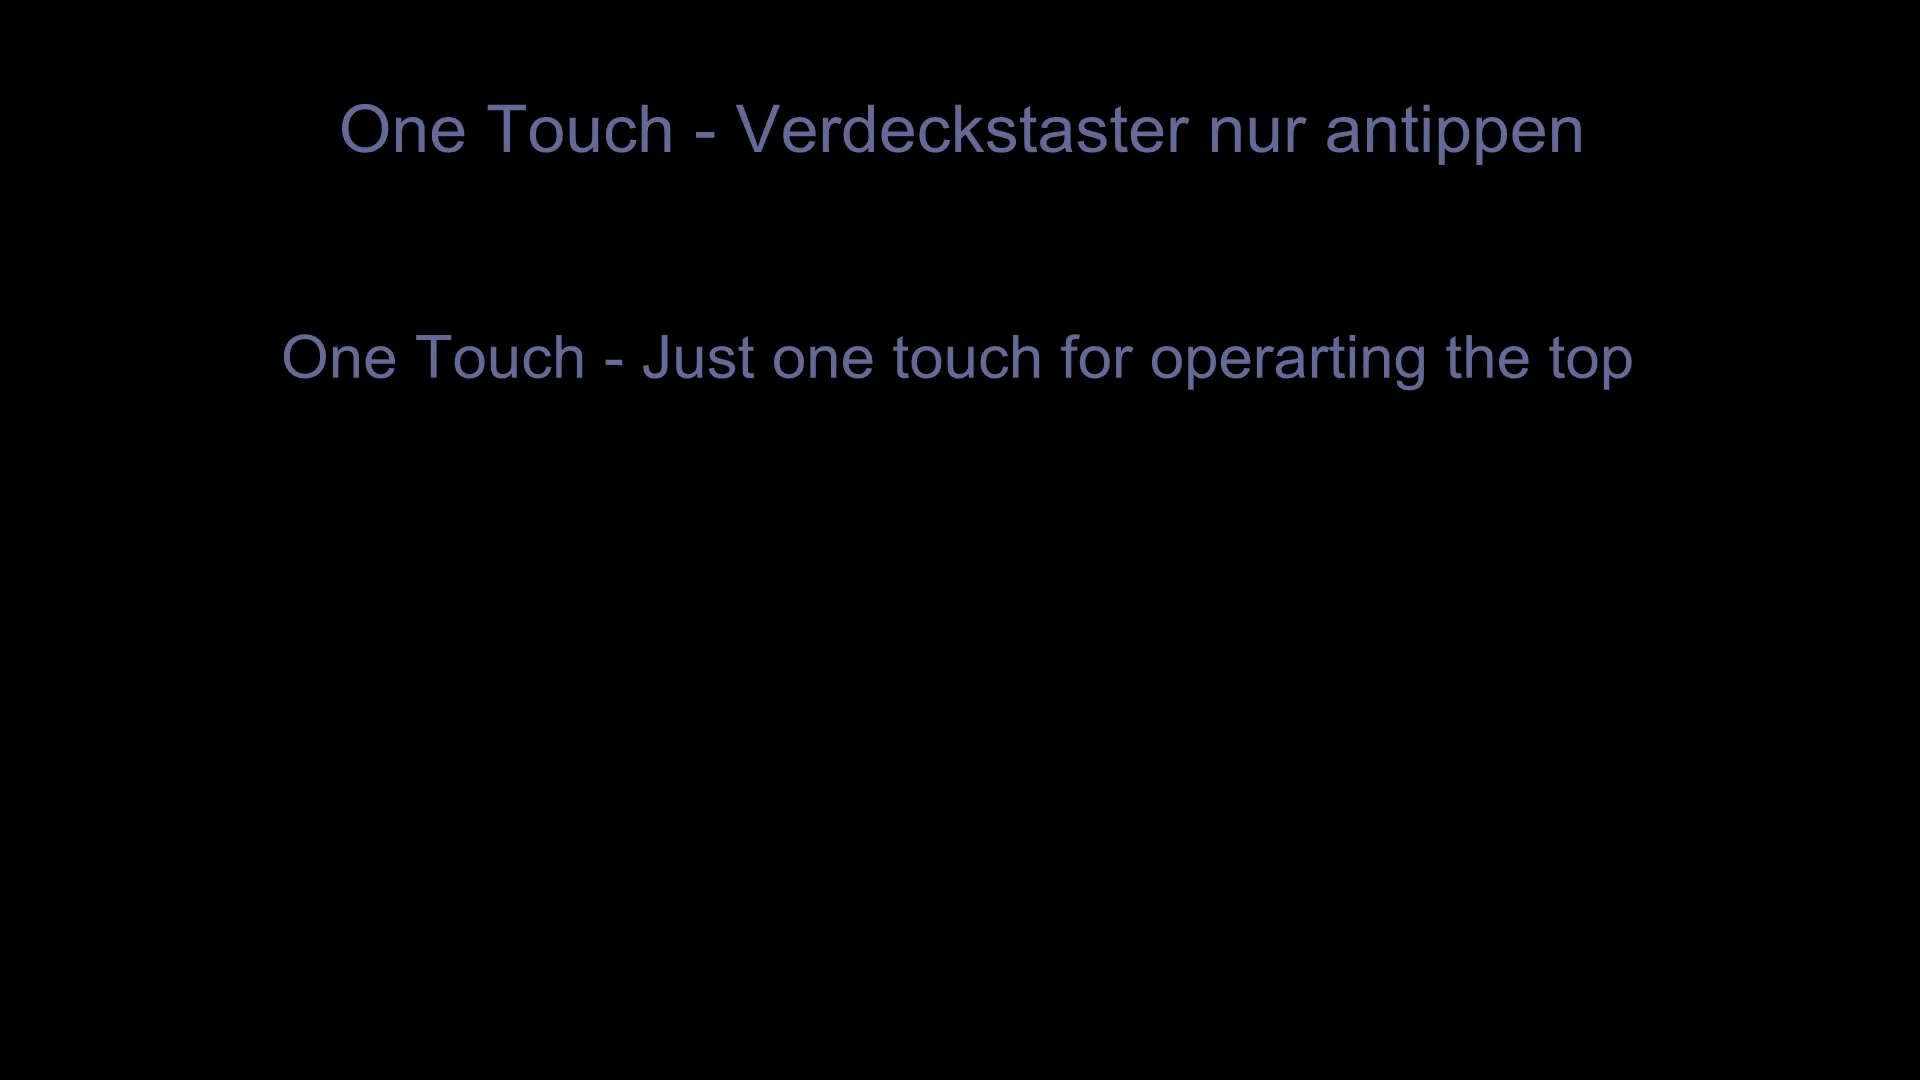 One Touch - Verdeckstaster nur antippen
One Touch - Just one touch for operarting the top